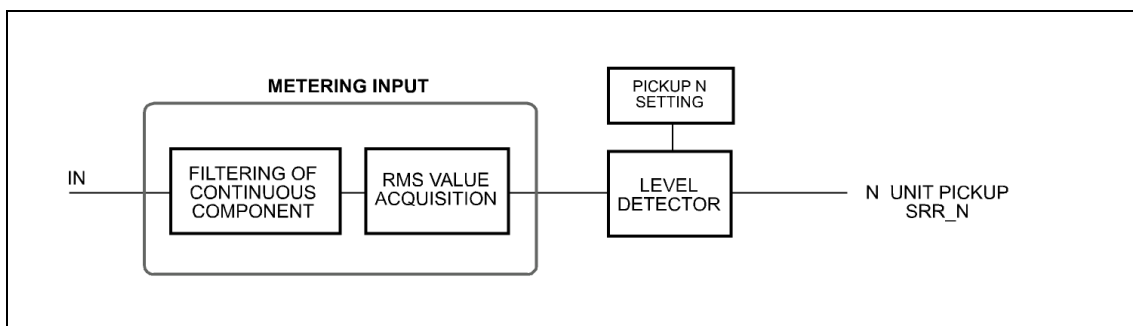 METERING INPUT
PICKUP N
SETTING
IN
FILTERING OF
CONTINUOUS
COMPONENT
RMS VALUE
ACQUISITION
LEVEL
DETECTOR
N UNIT PICKUP
SRR_N